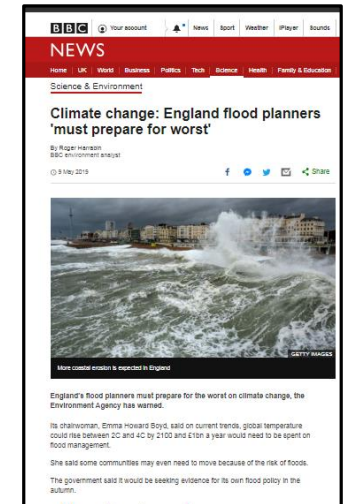 BBC Your account News Sport Weather iPlayer Sounds
NEWS
Home UK World Business Politics Tech Science Health Family & Education
Science & Environment
Climate change: England flood planners
'must prepare for worst'
By Roger Harrabin
BBC environment analyst
9 May 2019
Share
GETTY IMAGES
More coastal erosion is expected in England
England's flood planners must prepare for the worst on climate change, the
Environment Agency has warned.
Its chairwoman, Emma Howard Boyd, said on current trends, global temperature
could rise between 2C and 4C by 2100 and £1bn a year would need to be spent on
flood management.
She said some communities may even need to move because of the risk of floods.
The government said it would be seeking evidence for its own flood policy in the
autumn.